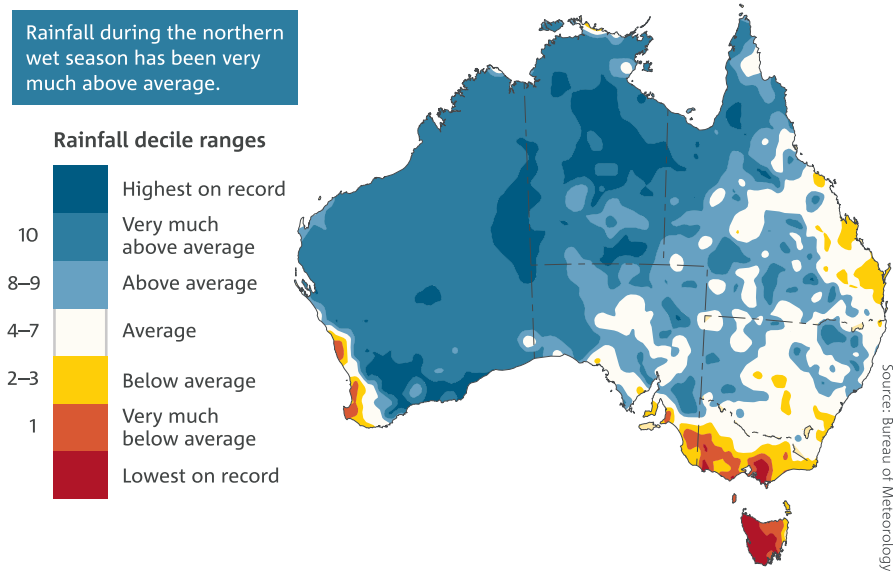 Rainfall during the northern
wet season has been very
much above average.
Rainfall decile ranges
Highest on record
10
Very much
above average
8–9
Above average
4–7
Average
2–3
Below average
1
Very much
below average
Lowest on record
Source: Bureau of Meteorology